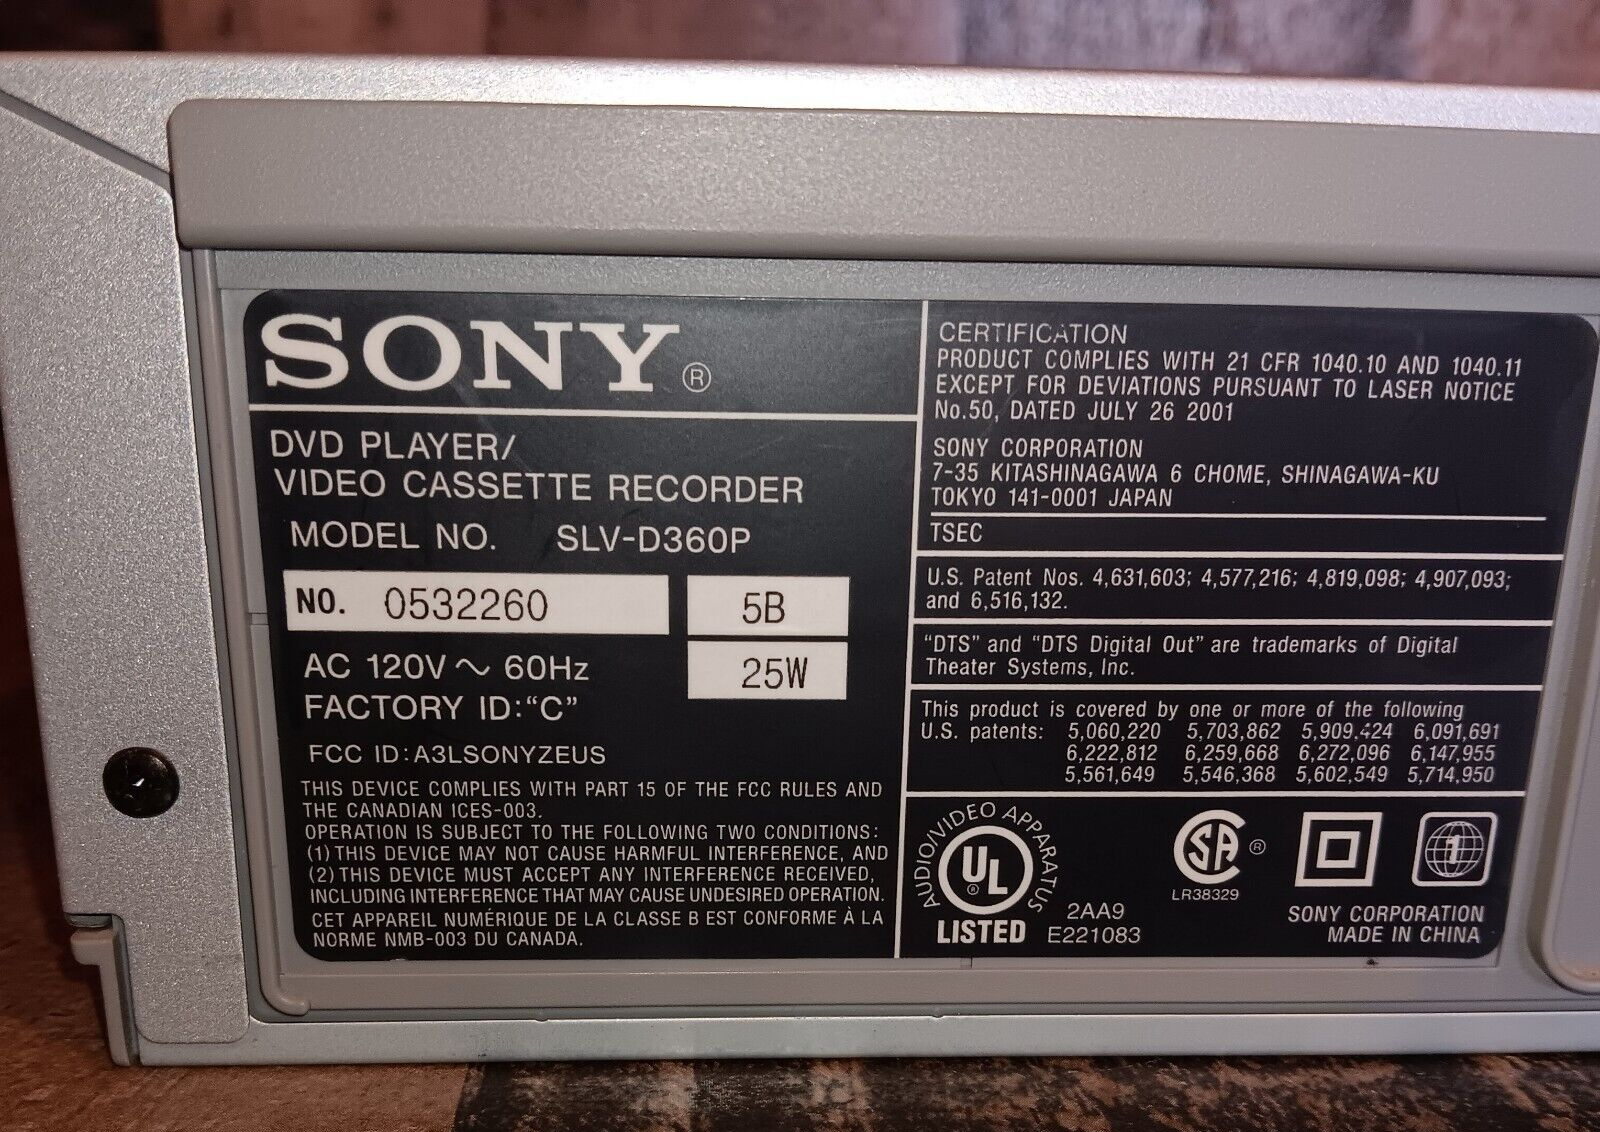 SONY®
DVD PLAYER/
VIDEO CASSETTE RECORDER
MODEL NO. SLV-D360P
NO. 0532260
5B
AC 120V ～ 60Hz
25W
FACTORY ID:“C”
FCC ID: A3LSONYZEUS
THIS DEVICE COMPLIES WITH PART 15 OF THE FCC RULES AND
THE CANADIAN ICES-003.
OPERATION IS SUBJECT TO THE FOLLOWING TWO CONDITIONS:
(1) THIS DEVICE MAY NOT CAUSE HARMFUL INTERFERENCE, AND
(2) THIS DEVICE MUST ACCEPT ANY INTERFERENCE RECEIVED,
INCLUDING INTERFERENCE THAT MAY CAUSE UNDESIRED OPERATION.
CET APPAREIL NUMÉRIQUE DE LA CLASSE B EST CONFORME À LA
NORME NMB-003 DU CANADA.
CERTIFICATION
PRODUCT COMPLIES WITH 21 CFR 1040.10 AND 1040.11
EXCEPT FOR DEVIATIONS PURSUANT TO LASER NOTICE
No.50, DATED JULY 26 2001
SONY CORPORATION
7-35 KITASHINAGAWA 6 CHOME, SHINAGAWA-KU
TOKYO 141-0001 JAPAN
TSEC
U.S. Patent Nos. 4,631,603; 4,577,216; 4,819,098; 4,907,093;
and 6,516,132.
“DTS” and “DTS Digital Out” are trademarks of Digital
Theater Systems, Inc.
This product is covered by one or more of the following
U.S. patents: 5,060,220 5,703,862 5,909,424 6,091,691
6,222,812 6,259,668 6,272,096 6,147,955
5,561,649 5,546,368 5,602,549 5,714,950
AUDIO/VIDEO APPARATUS
UL®
LISTED
2AA9
E221083
SA®
LR38329
1
SONY CORPORATION
MADE IN CHINA